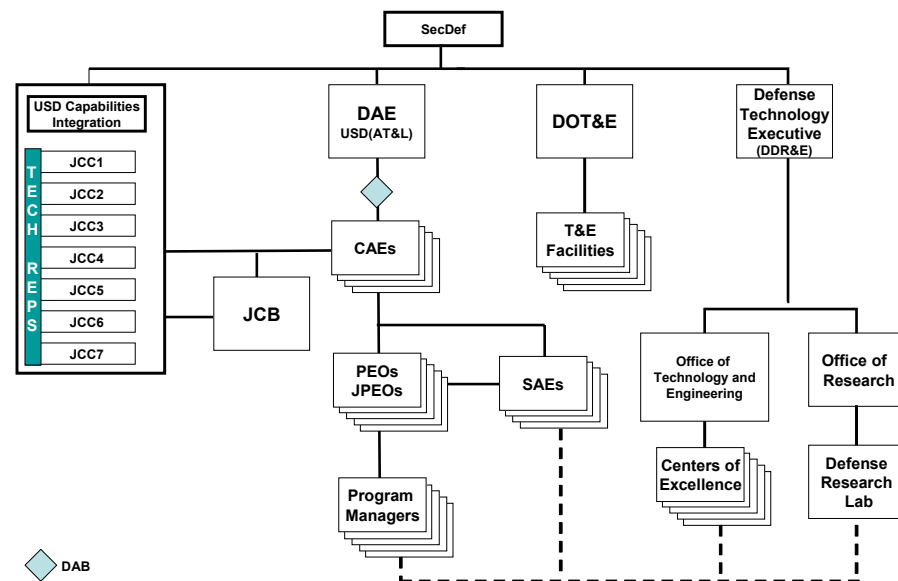 SecDef
USD Capabilities
Integration
TECH REPS
JCC1
JCC2
JCC3
JCC4
JCC5
JCC6
JCC7
DAE
USD(AT&L)
DOT&E
Defense
Technology
Executive
(DDR&E)
CAEs
T&E
Facilities
JCB
PEOs
JPEOs
SAEs
Office of
Technology and
Engineering
Office of
Research
Program
Managers
Centers of
Excellence
Defense
Research
Lab
DAB